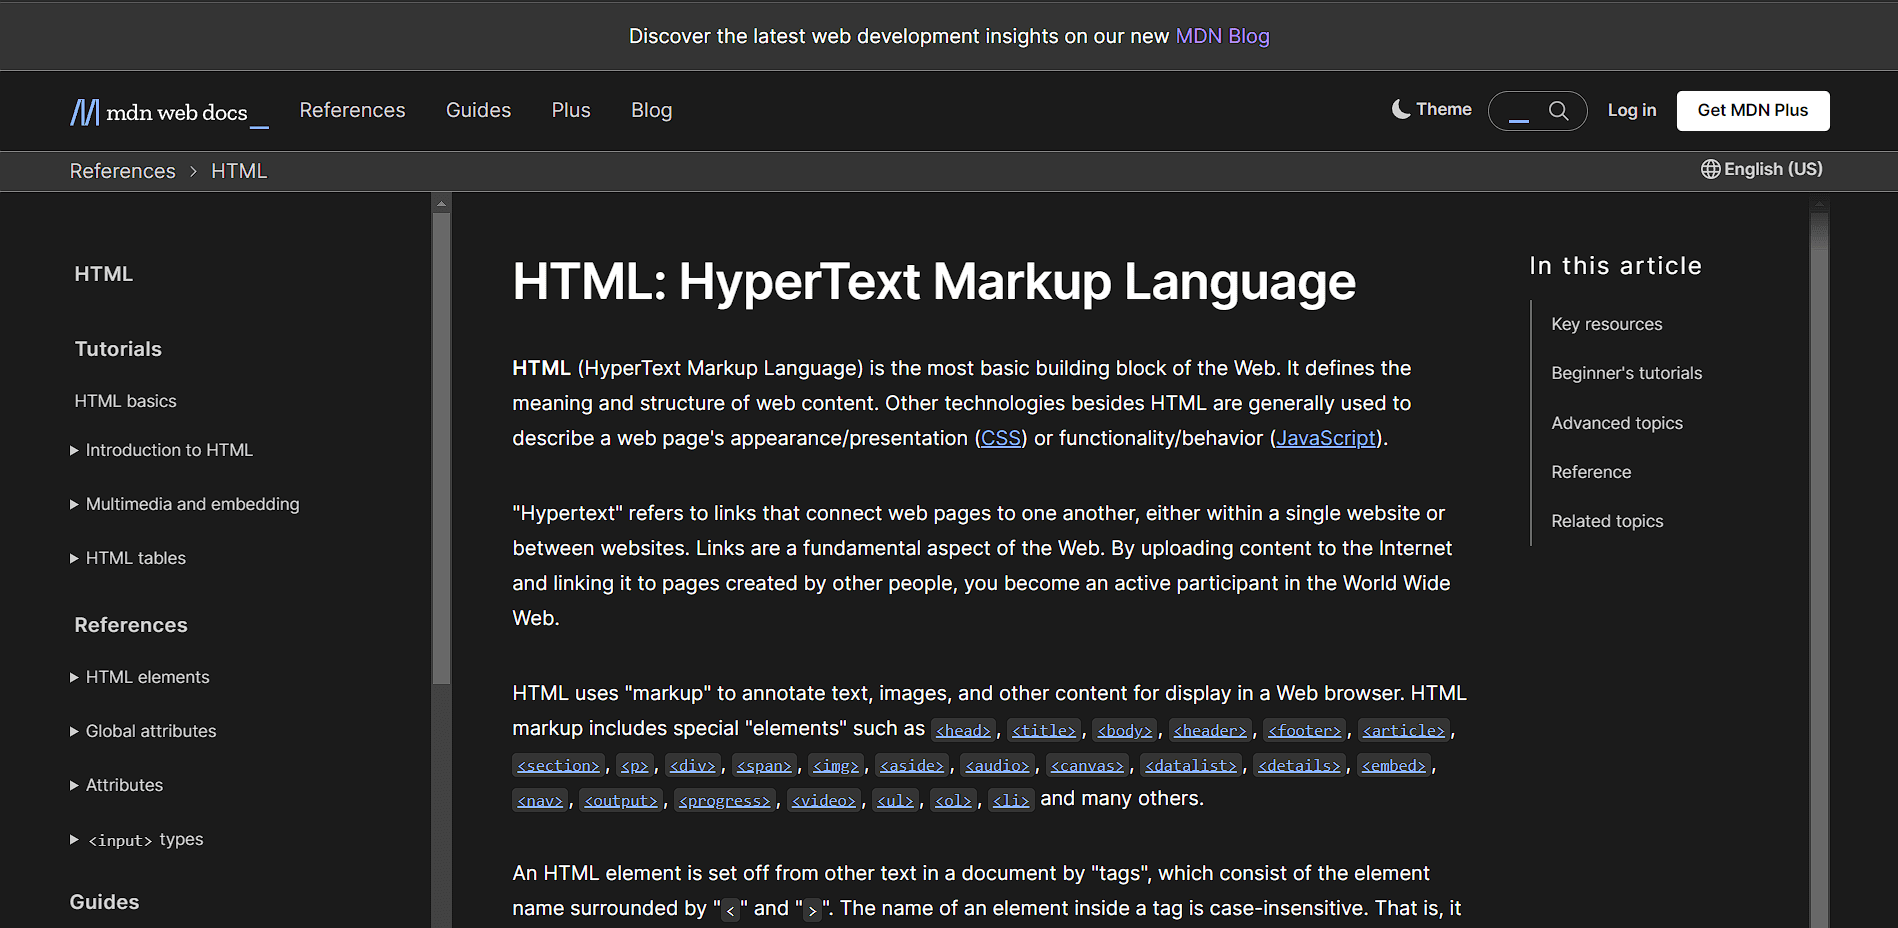 Discover the latest web development insights on our new MDN Blog
mdn web docs_
References
Guides
Plus
Blog
Theme
Log in
Get MDN Plus
References > HTML
English (US)
HTML
Tutorials
HTML basics
Introduction to HTML
Multimedia and embedding
HTML tables
References
HTML elements
Global attributes
Attributes
<input> types
Guides
HTML: HyperText Markup Language
HTML (HyperText Markup Language) is the most basic building block of the Web. It defines the
meaning and structure of web content. Other technologies besides HTML are generally used to
describe a web page's appearance/presentation (CSS) or functionality/behavior (JavaScript).
"Hypertext" refers to links that connect web pages to one another, either within a single website or
between websites. Links are a fundamental aspect of the Web. By uploading content to the Internet
and linking it to pages created by other people, you become an active participant in the World Wide
Web.
HTML uses "markup" to annotate text, images, and other content for display in a Web browser. HTML
markup includes special "elements" such as <head>, <title>, <body>, <header>, <footer>, <article>,
<section>, <p>, <div>, <span>, <img>, <aside>, <audio>, <canvas>, <datalist>, <details>, <embed>,
<nav>, <output>, <progress>, <video>, <ul>, <ol>, <li> and many others.
An HTML element is set off from other text in a document by "tags", which consist of the element
name surrounded by "<" and ">". The name of an element inside a tag is case-insensitive. That is, it
In this article
Key resources
Beginner's tutorials
Advanced topics
Reference
Related topics